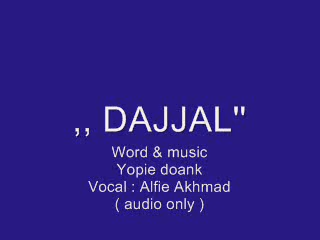 ,, DAJJAL"
Word & music
Yopie doank
Vocal : Alfie Akhmad
( audio only )